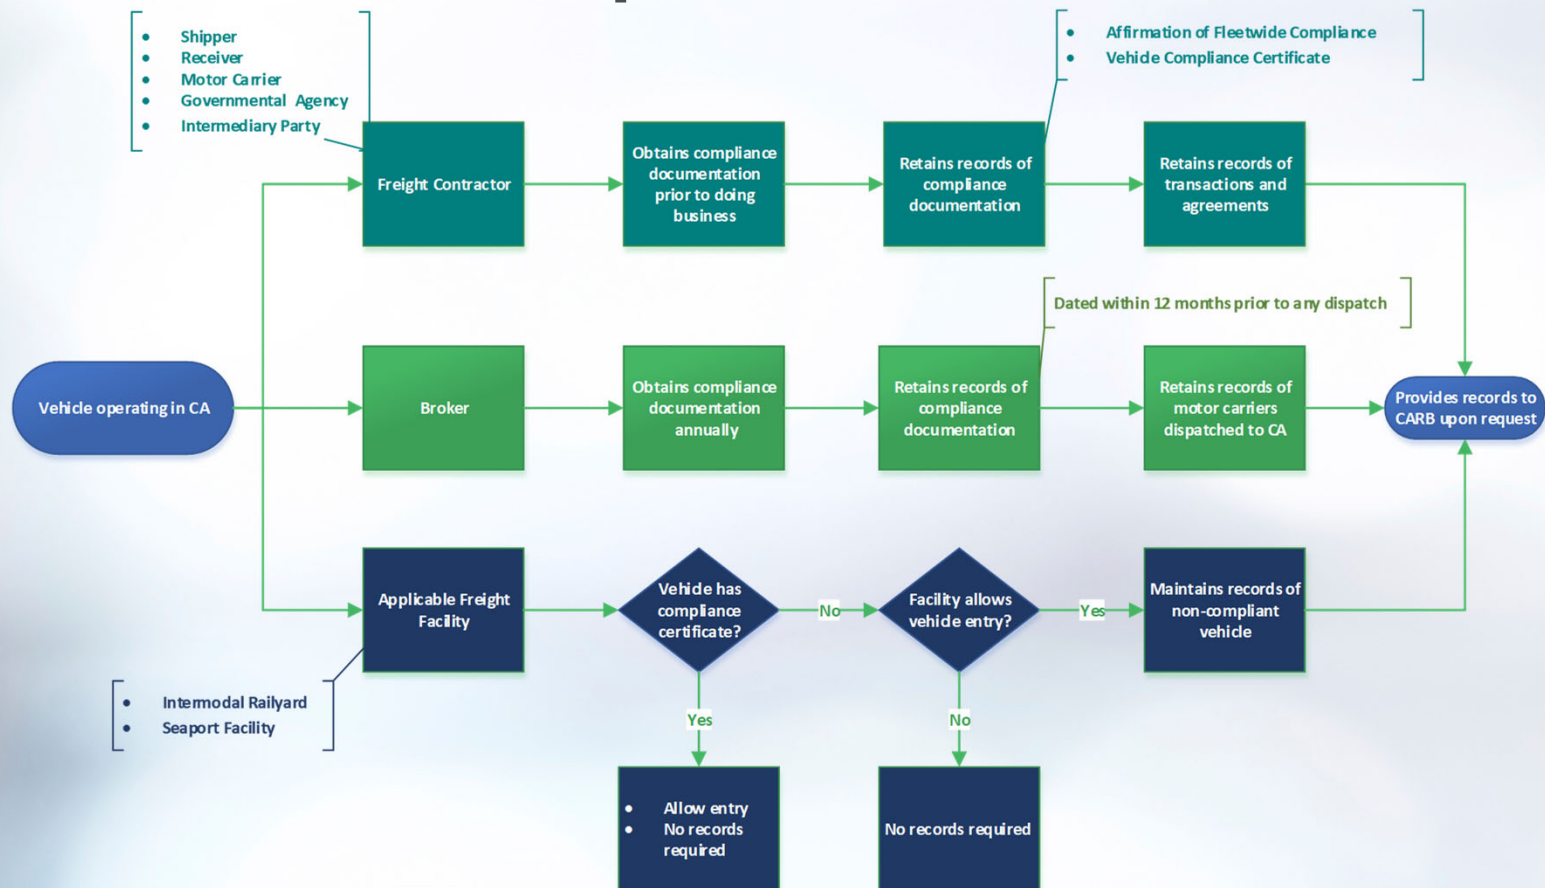 • Shipper
• Receiver
• Motor Carrier
• Governmental Agency
• Intermediary Party
• Affirmation of Fleetwide Compliance
• Vehicle Compliance Certificate
Freight Contractor
Obtains compliance
documentation
prior to doing
business
Retains records of
compliance
documentation
Retains records of
transactions and
agreements
Dated within 12 months prior to any dispatch
Vehicle operating in CA
Broker
Obtains compliance
documentation
annually
Retains records of
compliance
documentation
Retains records of
motor carriers
dispatched to CA
Provides records to
CARB upon request
Applicable Freight
Facility
Vehicle has
compliance
certificate?
No
Facility allows
vehicle entry?
Yes
Maintains records of
non-compliant
vehicle
• Intermodal Railyard
• Seaport Facility
Yes
No
• Allow entry
• No records
required
No records required